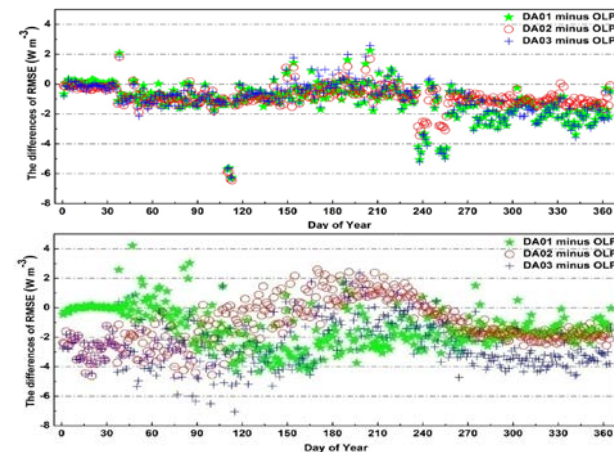 DA01 minus OLP
DA02 minus OLP
DA03 minus OLP
The differences of RMSE (W m⁻³)
4
2
0
-2
-4
-6
-8
1 30 60 90 120 150 180 210 240 270 300 330 360
Day of Year
DA01 minus OLP
DA02 minus OLP
DA03 minus OLP
The differences of RMSE (W m⁻³)
4
2
0
-2
-4
-6
-8
1 30 60 90 120 150 180 210 240 270 300 330 360
Day of Year